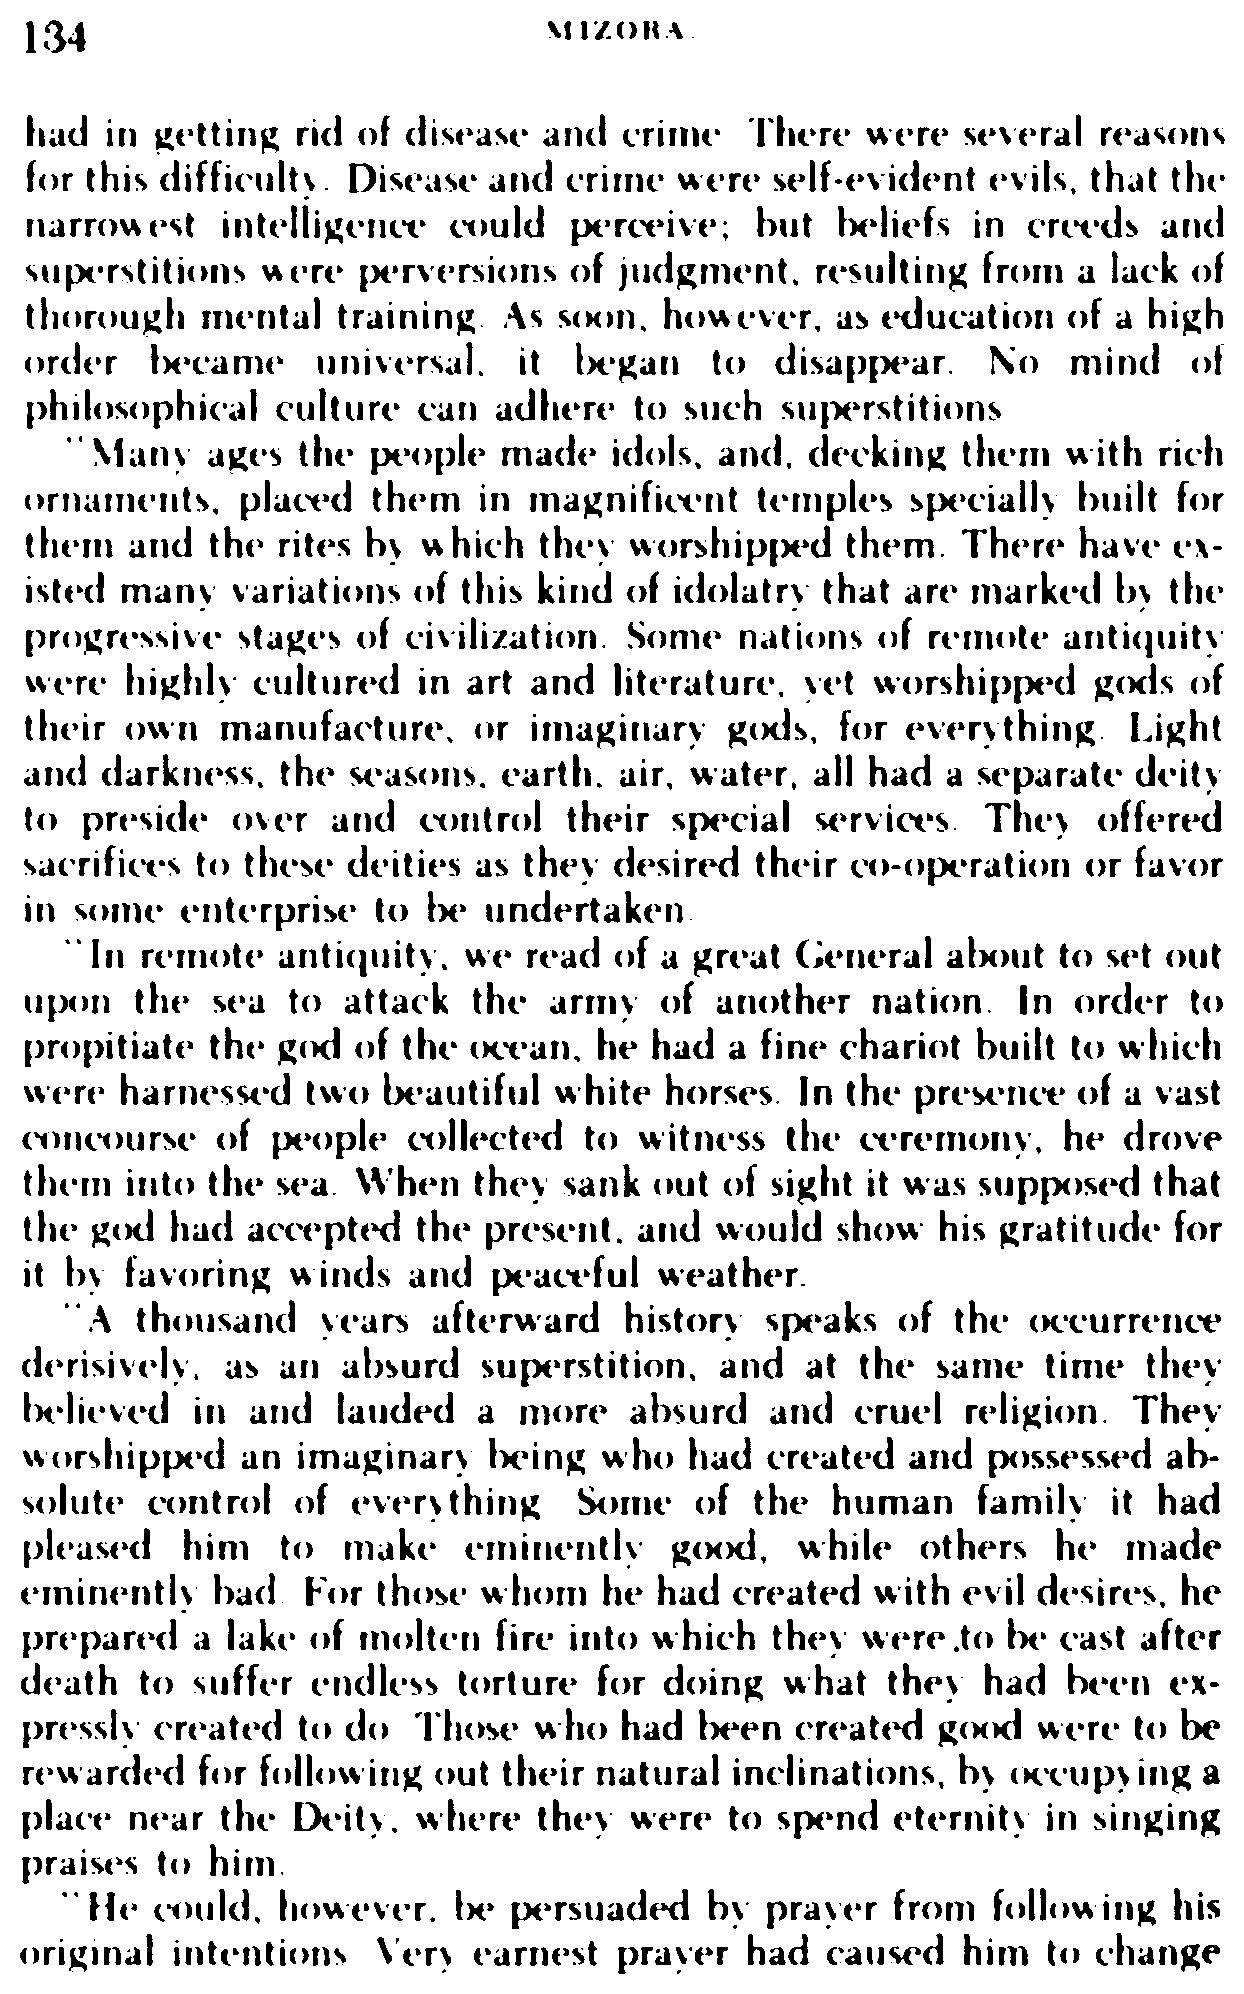 134
MIZORA.
had in getting rid of disease and crime There were several reasons
for this difficulty. Disease and crime were self-evident evils, that the
narrowest intelligence could perceive; but beliefs in creeds and
superstitions were perversions of judgment, resulting from a lack of
thorough mental training. As soon, however, as education of a high
order became universal, it began to disappear. No mind of
philosophical culture can adhere to such superstitions
"Many ages the people made idols, and, decking them with rich
ornaments, placed them in magnificent temples specially built for
them and the rites by which they worshipped them. There have ex-
isted many variations of this kind of idolatry that are marked by the
progressive stages of civilization. Some nations of remote antiquity
were highly cultured in art and literature, yet worshipped gods of
their own manufacture, or imaginary gods, for everything. Light
and darkness, the seasons, earth, air, water, all had a separate deity
to preside over and control their special services. They offered
sacrifices to these deities as they desired their co-operation or favor
in some enterprise to be undertaken.
"In remote antiquity, we read of a great General about to set out
upon the sea to attack the army of another nation. In order to
propitiate the god of the ocean, he had a fine chariot built to which
were harnessed two beautiful white horses. In the presence of a vast
concourse of people collected to witness the ceremony, he drove
them into the sea. When they sank out of sight it was supposed that
the god had accepted the present, and would show his gratitude for
it by favoring winds and peaceful weather.
"A thousand years afterward history speaks of the occurrence
derisively, as an absurd superstition, and at the same time they
believed in and lauded a more absurd and cruel religion. They
worshipped an imaginary being who had created and possessed ab-
solute control of everything Some of the human family it had
pleased him to make eminently good, while others he made
eminently bad. For those whom he had created with evil desires, he
prepared a lake of molten fire into which they were to be cast after
death to suffer endless torture for doing what they had been ex-
pressly created to do Those who had been created good were to be
rewarded for following out their natural inclinations, by occupying a
place near the Deity, where they were to spend eternity in singing
praises to him.
"He could, however, be persuaded by prayer from following his
original intentions Very earnest prayer had caused him to change